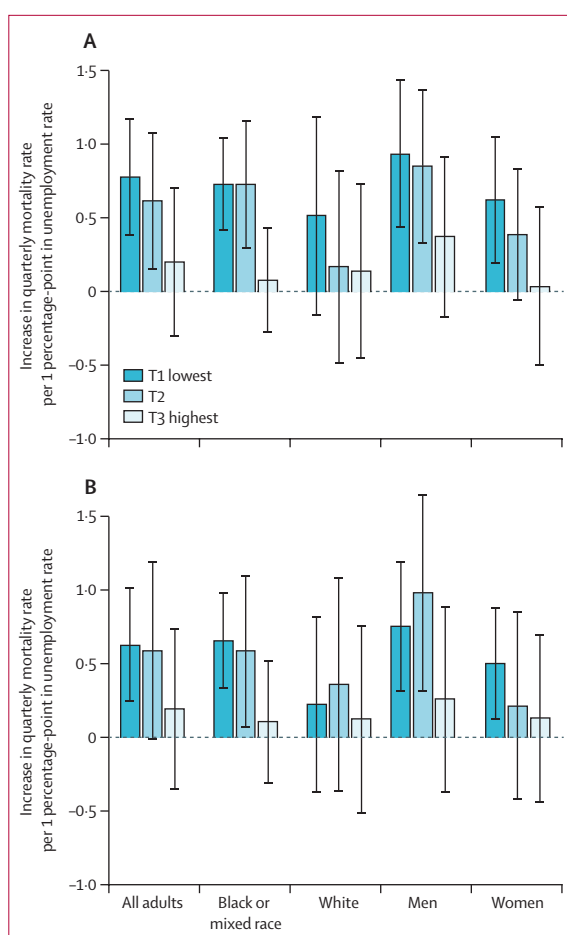 A
Increase in quarterly mortality rate
per 1 percentage-point in unemployment rate
1·5
1·0
0·5
0
–0·5
–1·0
T1 lowest
T2
T3 highest
B
Increase in quarterly mortality rate
per 1 percentage-point in unemployment rate
1·5
1·0
0·5
0
–0·5
–1·0
All adults
Black or
mixed race
White
Men
Women